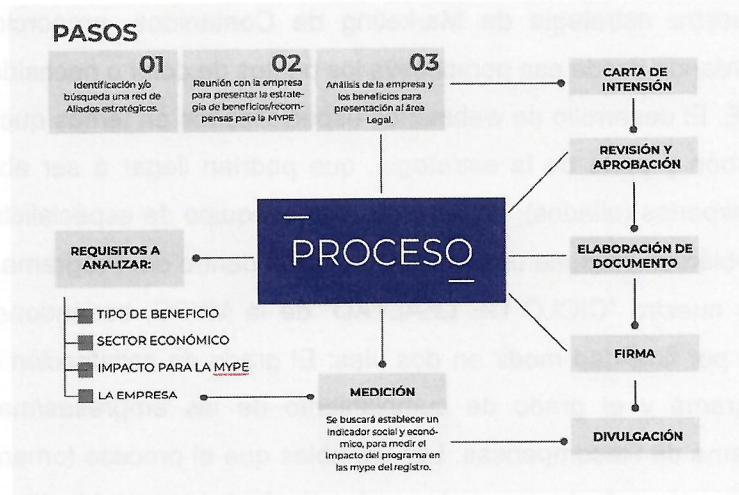 PASOS
01
Identificación y/o
búsqueda una red de
Aliados estratégicos.
02
Reunión con la empresa
para presentar la estrate-
gia de beneficios/recom-
pensas para la MYPE
03
Análisis de la empresa y
los beneficios para
presentación al área
Legal.
CARTA DE
INTENSIÓN
REVISIÓN Y
APROBACIÓN
ELABORACIÓN DE
DOCUMENTO
FIRMA
DIVULGACIÓN
PROCESO
REQUISITOS A
ANALIZAR:
TIPO DE BENEFICIO
SECTOR ECONÓMICO
IMPACTO PARA LA MYPE
LA EMPRESA
MEDICIÓN
Se buscará establecer un
indicador social y econó-
mico, para medir el
impacto del programa en
las mype del registro.